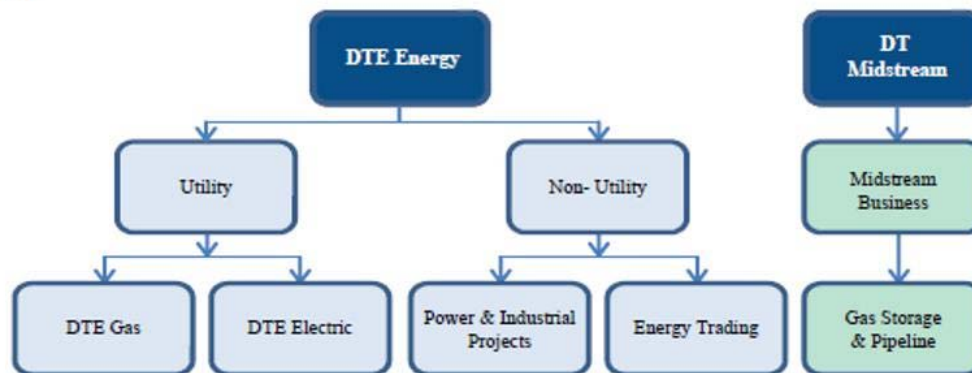 DTE Energy
DT
Midstream
Utility
Non- Utility
Midstream
Business
DTE Gas
DTE Electric
Power & Industrial
Projects
Energy Trading
Gas Storage
& Pipeline